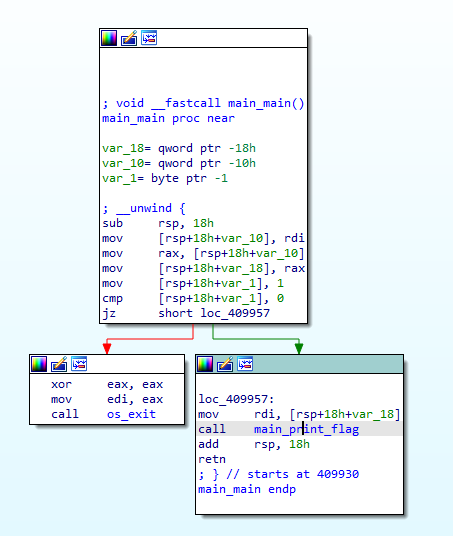 ; void __fastcall main_main()
main_main proc near
var_18= qword ptr -18h
var_10= qword ptr -10h
var_1= byte ptr -1
; __unwind {
sub rsp, 18h
mov [rsp+18h+var_10], rdi
mov rax, [rsp+18h+var_10]
mov [rsp+18h+var_18], rax
mov [rsp+18h+var_1], 1
cmp [rsp+18h+var_1], 0
jz short loc_409957
xor eax, eax
mov edi, eax
call os_exit
loc_409957:
mov rdi, [rsp+18h+var_18]
call main_print_flag
add rsp, 18h
retn
; } // starts at 409930
main_main endp